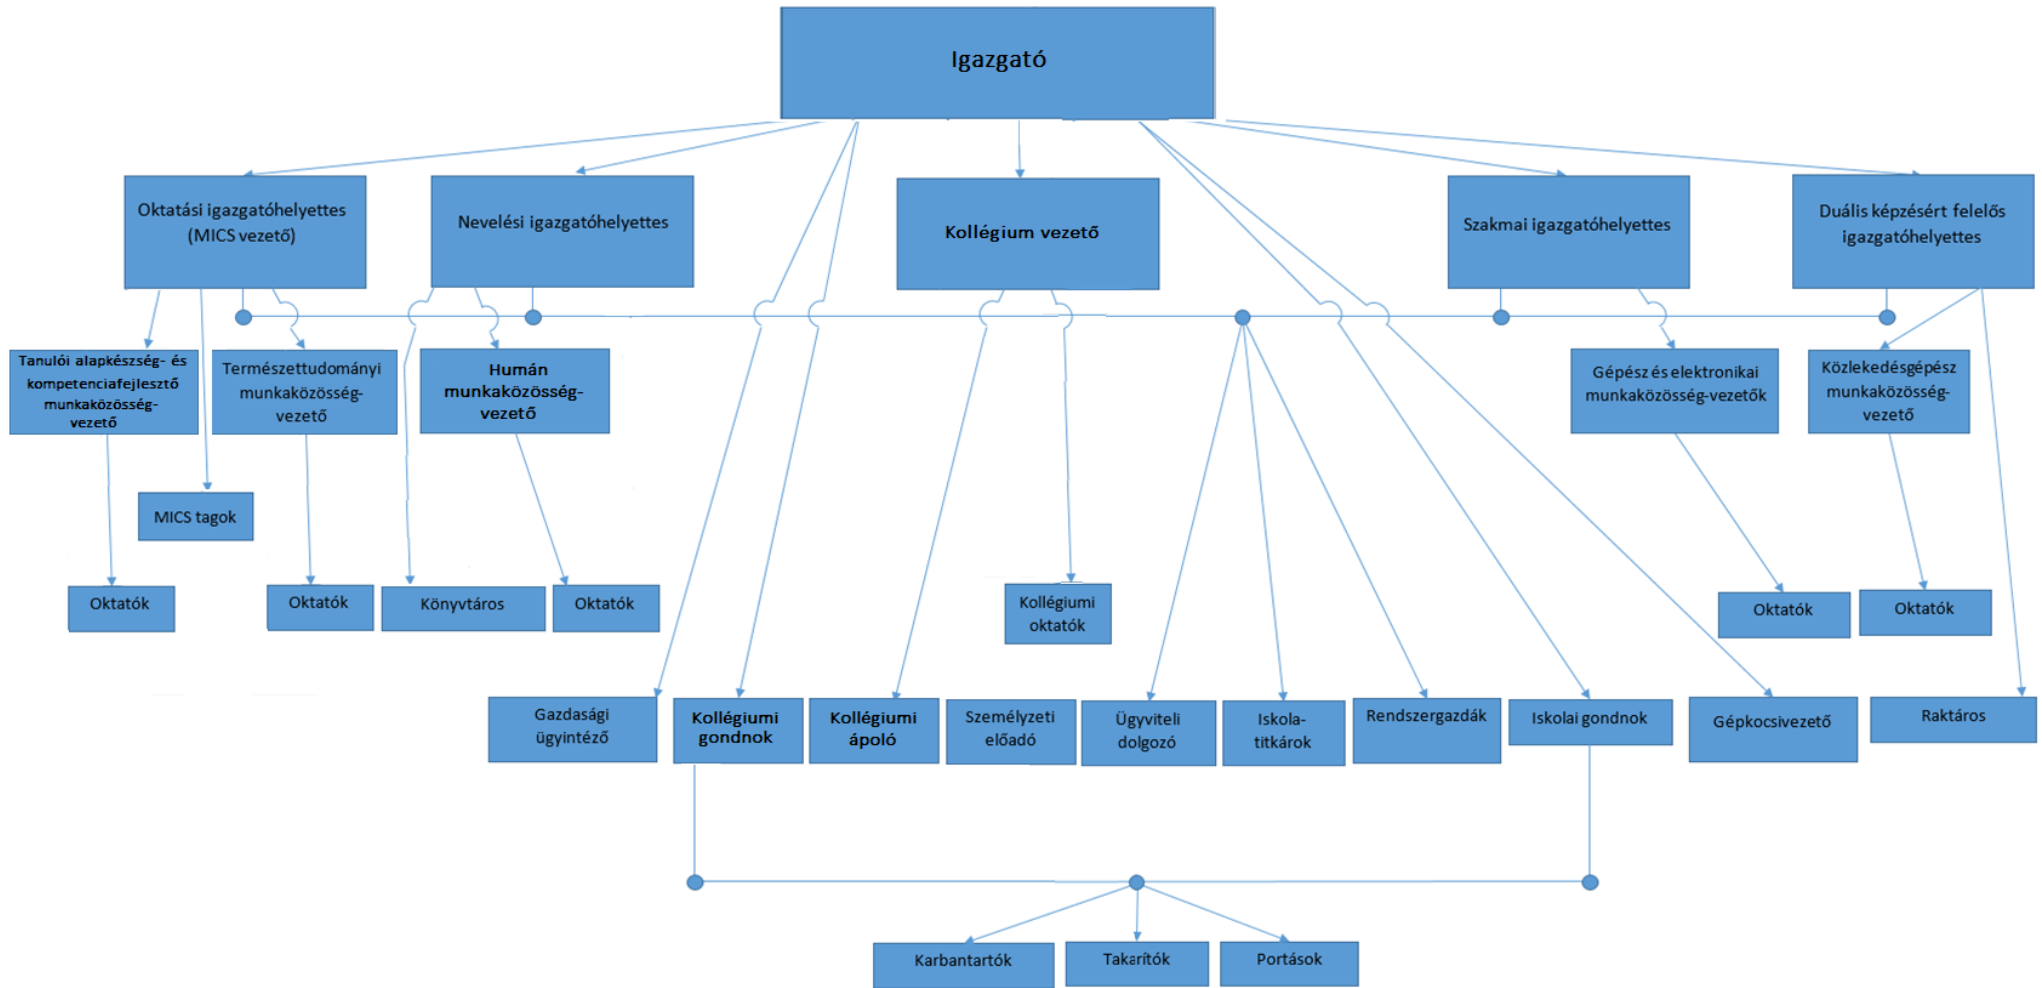 Igazgató
Oktatási igazgatóhelyettes
(MICS vezető)
Nevelési igazgatóhelyettes
Kollégium vezető
Szakmai igazgatóhelyettes
Duális képzésért felelős
igazgatóhelyettes
Tanulói alapkészség- és
kompetenciafejlesztő
munkaközösség-
vezető
Természettudományi
munkaközösség-
vezető
Humán
munkaközösség-
vezető
Gépész és elektronikai
munkaközösség-vezetők
Közlekedésgépész
munkaközösség-
vezető
MICS tagok
Oktatók
Oktatók
Könyvtáros
Oktatók
Kollégiumi
oktatók
Oktatók
Oktatók
Gazdasági
ügyintéző
Kollégiumi
gondnok
Kollégiumi
ápoló
Személyzeti
előadó
Ügyviteli
dolgozó
Iskola-
titkárok
Rendszergazdák
Iskolai gondnok
Gépkocsivezető
Raktáros
Karbantartók
Takarítók
Portások